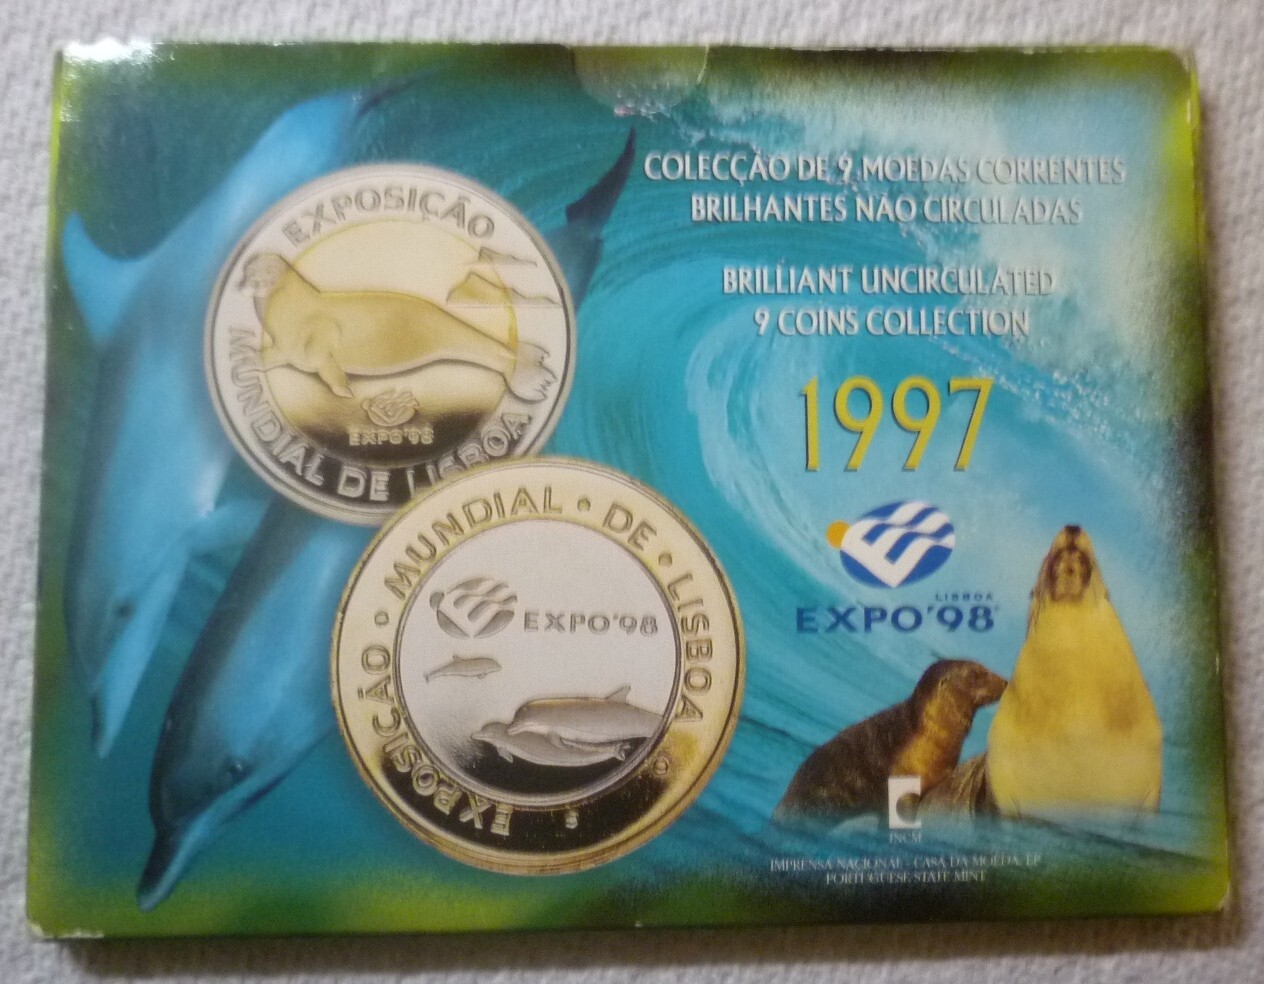 COLECÇÃO DE 9 MOEDAS CORRENTES
BRILHANTES NÃO CIRCULADAS
BRILLIANT UNCIRCULATED
9 COINS COLLECTION
1997
LISBOA
EXPO'98
EXPOSIÇÃO
MUNDIAL DE LISBOA
EXPO'98
EXPOSIÇÃO • MUNDIAL • DE • LISBOA
EXPO'98
INCM
IMPRENSA NACIONAL - CASA DA MOEDA, EP
PORTUGUESE STATE MINT